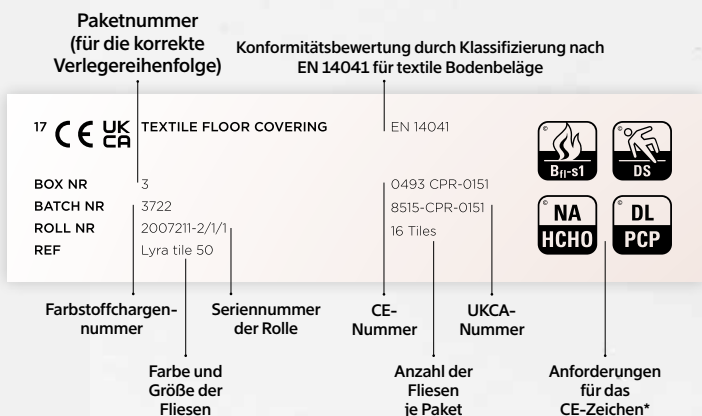 Paketnummer
(für die korrekte
Verlegereihenfolge)
Konformitätsbewertung durch Klassifizierung nach
EN 14041 für textile Bodenbeläge
17 CE UK CA TEXTILE FLOOR COVERING EN 14041
BOX NR 3 0493 CPR-0151
BATCH NR 3722 8515-CPR-0151
ROLL NR 2007211-2/1/1 16 Tiles
REF Lyra tile 50
© Bfl-s1 © DS
© NA HCHO © DL PCP
Farbstoffchargen-
nummer
Seriennummer
der Rolle
CE-
Nummer
UKCA-
Nummer
Farbe und
Größe der
Fliesen
Anzahl der
Fliesen
je Paket
Anforderungen
für das
CE-Zeichen*